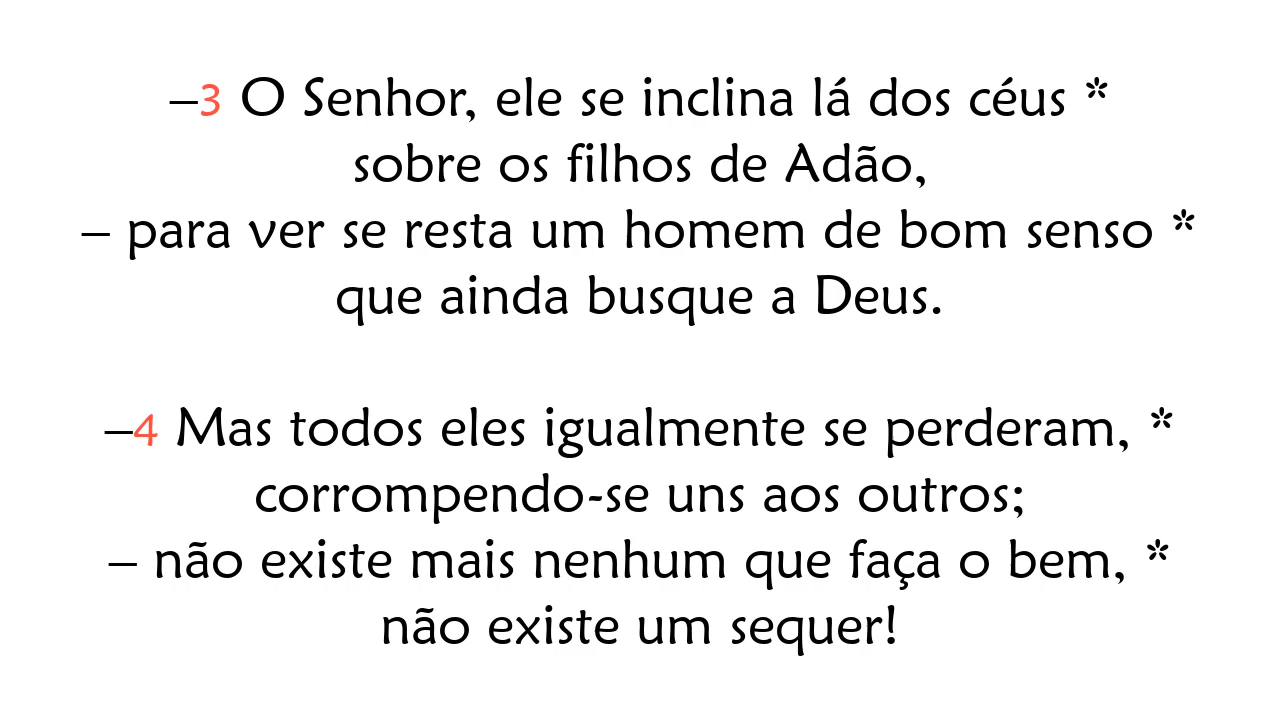 –3 O Senhor, ele se inclina lá dos céus *
sobre os filhos de Adão,
– para ver se resta um homem de bom senso *
que ainda busque a Deus.
–4 Mas todos eles igualmente se perderam, *
corrompendo-se uns aos outros;
– não existe mais nenhum que faça o bem, *
não existe um sequer!